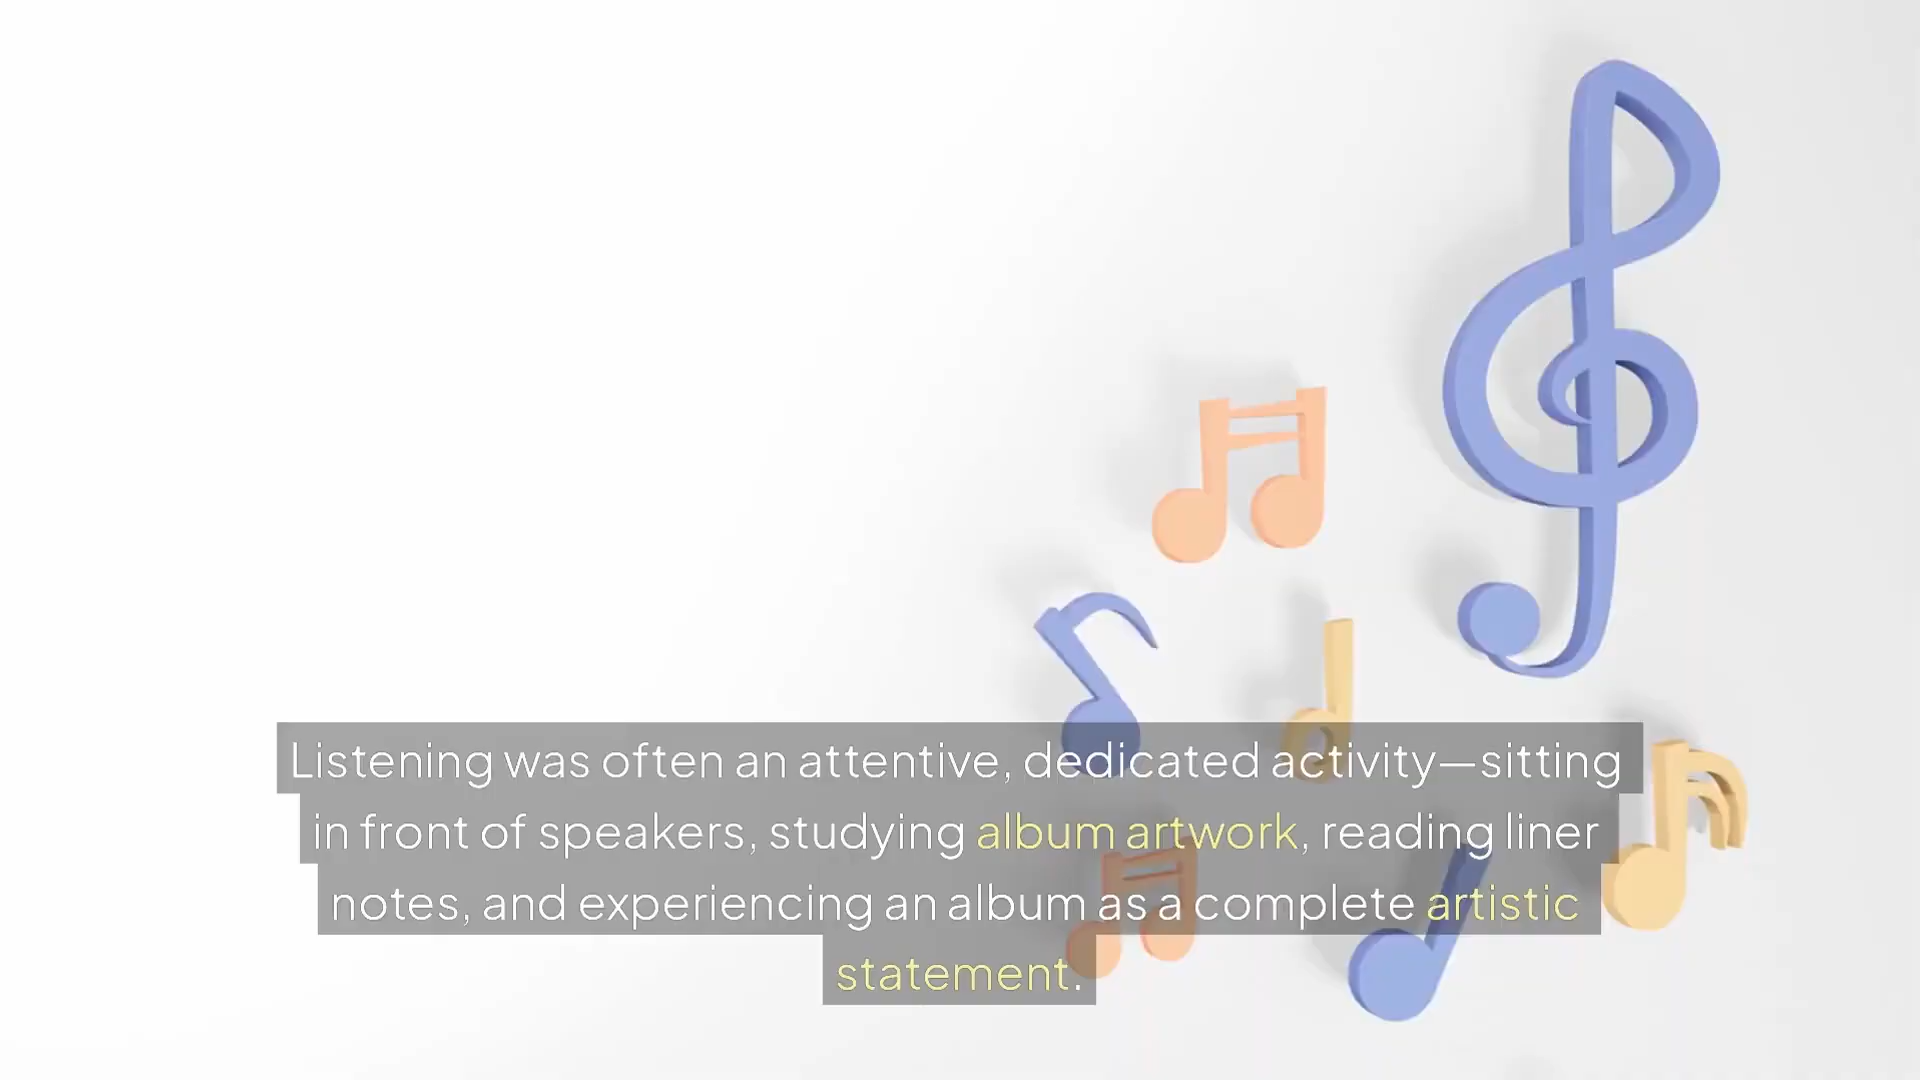 Listening was often an attentive, dedicated activity—sitting
in front of speakers, studying album artwork, reading liner
notes, and experiencing an album as a complete artistic
statement.